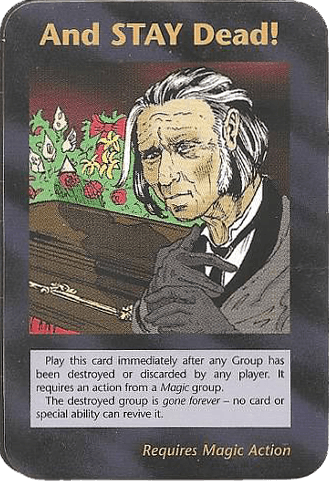 And STAY Dead!
Play this card immediately after any Group has
been destroyed or discarded by any player. It
requires an action from a Magic group.
The destroyed group is gone forever – no card or
special ability can revive it.
Requires Magic Action